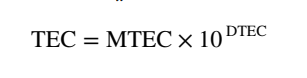 TEC = MTEC × 10^DTEC